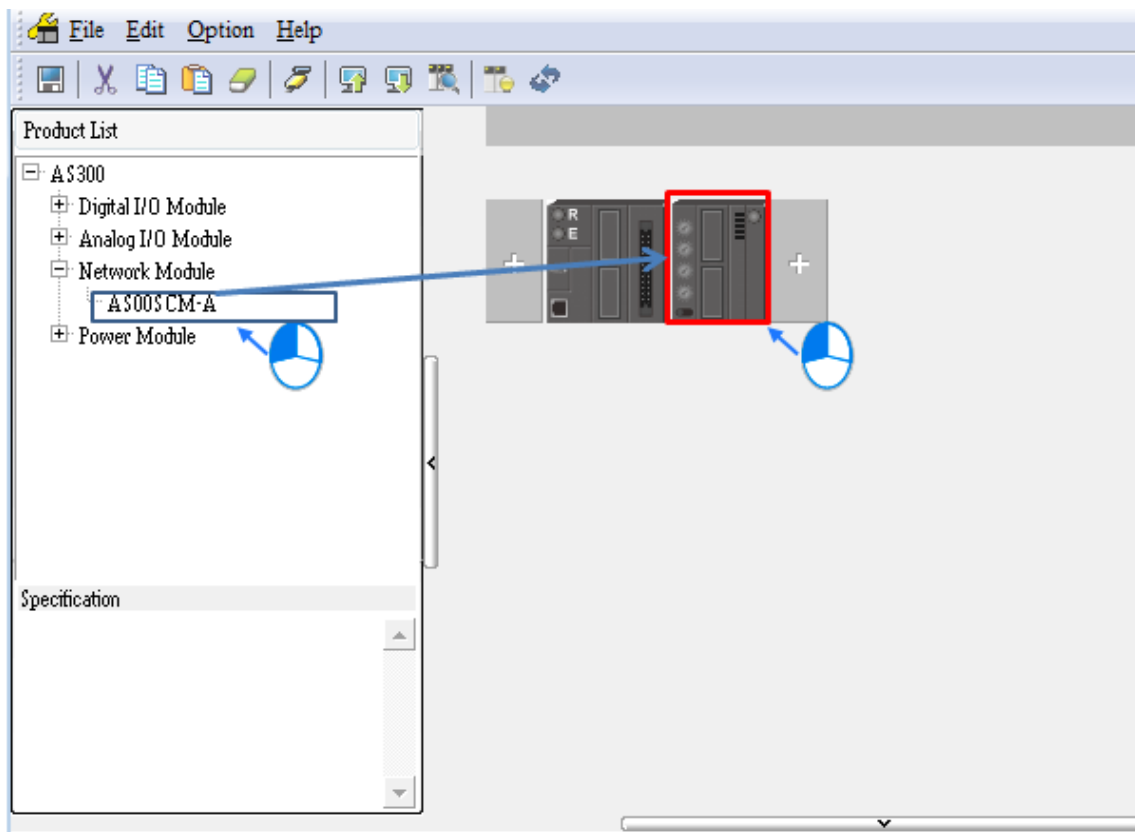 File Edit Option Help
Product List
AS300
Digital I/O Module
Analog I/O Module
Network Module
AS00SCM-A
Power Module
R
E
Specification